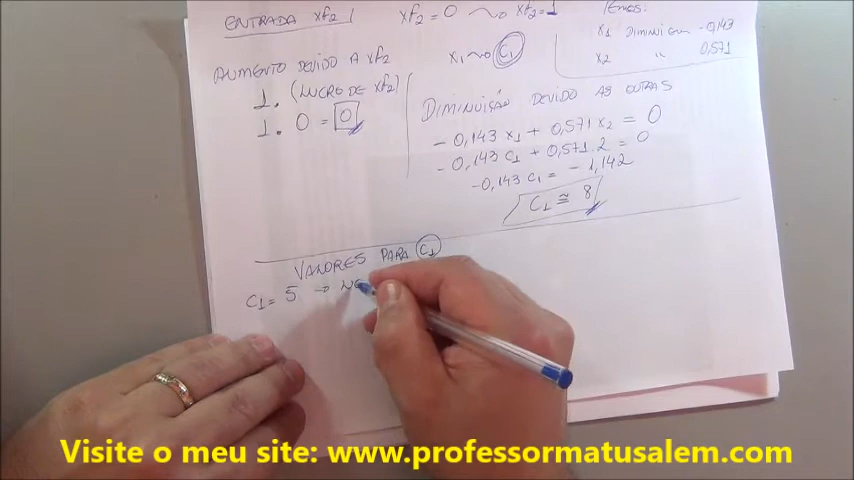 ENTRADA xf2 | xf2=0 ~> xf2=1
AUMENTO DEVIDO A xf2
1. (LUCRO DE xf2)
1. 0 = 0
x1 ~> C1
TEMOS:
x1 DIMINUI em -0,143
x2 " 0,571
DIMINUIÇÃO DEVIDO AS OUTRAS
-0,143 x1 + 0,571 x2 = 0
-0,143 C1 + 0,571.2 = 0
-0,143 C1 = -1,142
C1 ≅ 8
VALORES PARA C1
C1= 5 →
Visite o meu site: www.professormatusalem.com